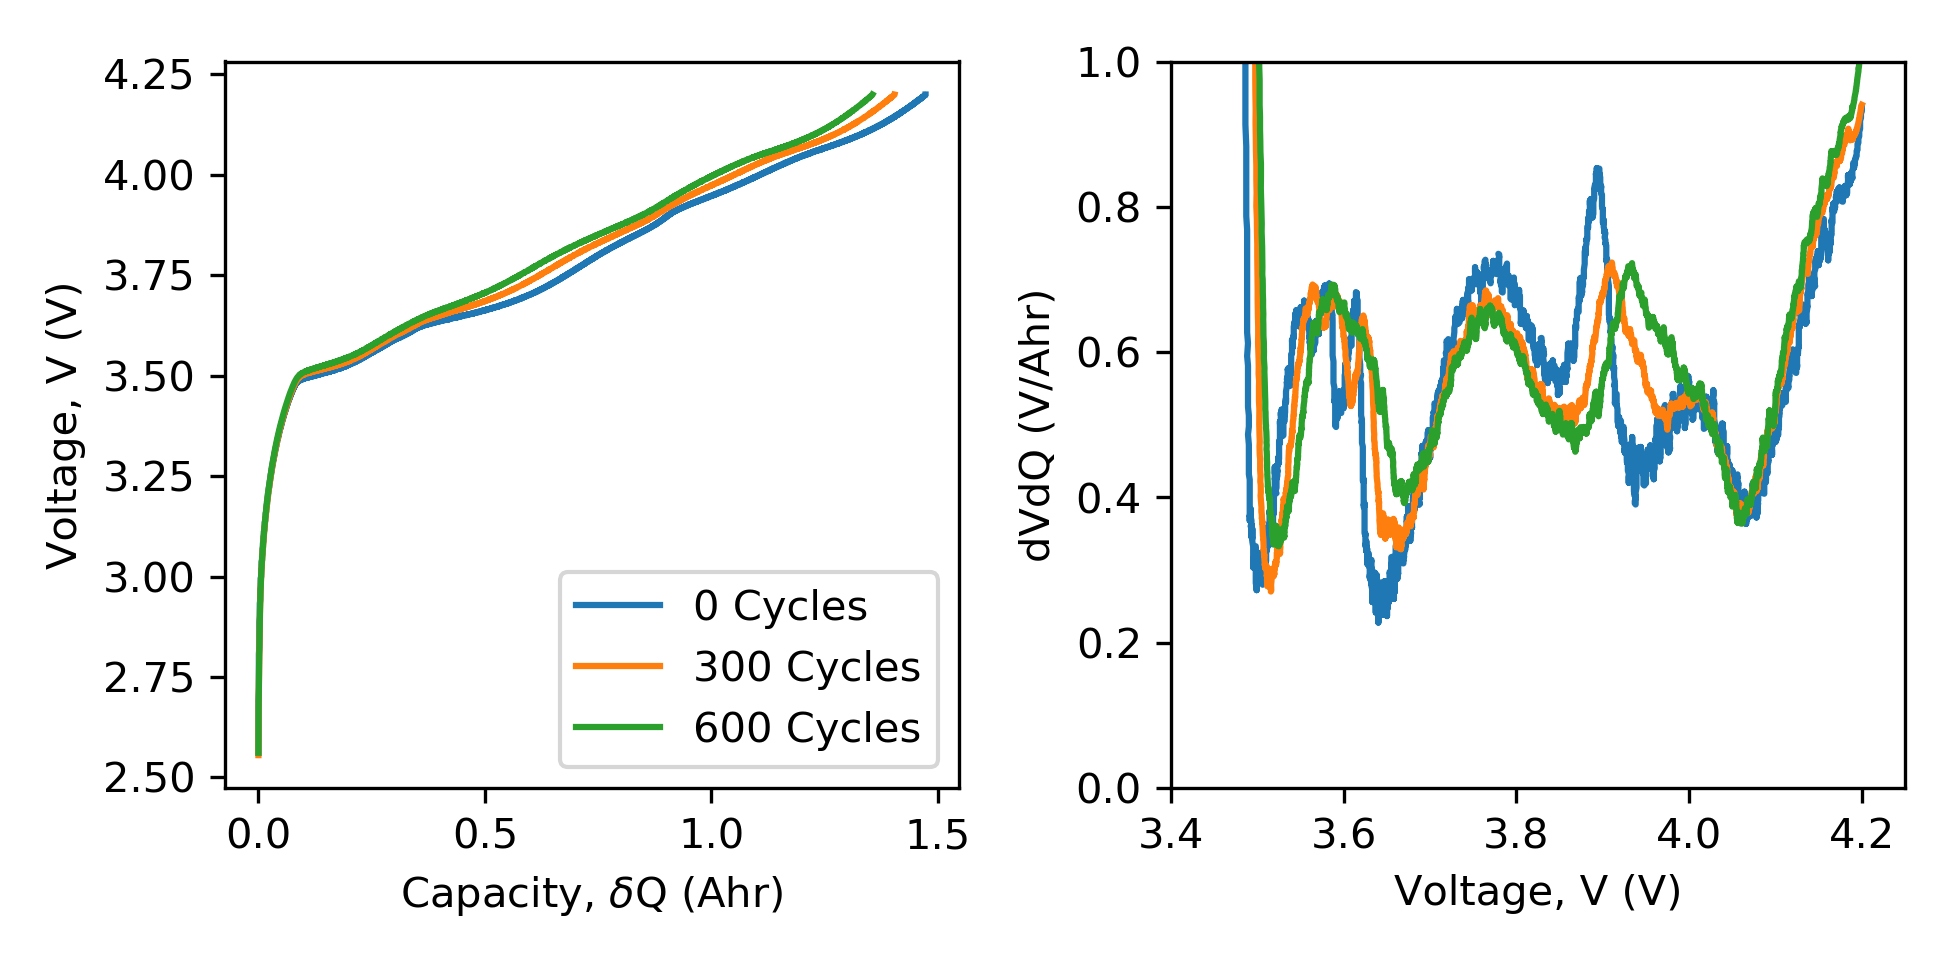 4.25
4.00
3.75
3.50
3.25
3.00
2.75
2.50
Voltage, V (V)
0.0 0.5 1.0 1.5
Capacity, δQ (Ahr)
0 Cycles
300 Cycles
600 Cycles
1.0
0.8
0.6
0.4
0.2
0.0
dVdQ (V/Ahr)
3.4 3.6 3.8 4.0 4.2
Voltage, V (V)